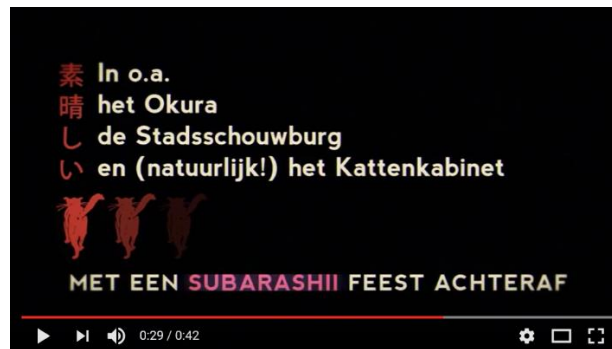 素 In o.a.
晴 het Okura
し de Stadsschouwburg
い en (natuurlijk!) het Kattenkabinet
MET EEN SUBARASHII FEEST ACHTERAF
0:29 / 0:42